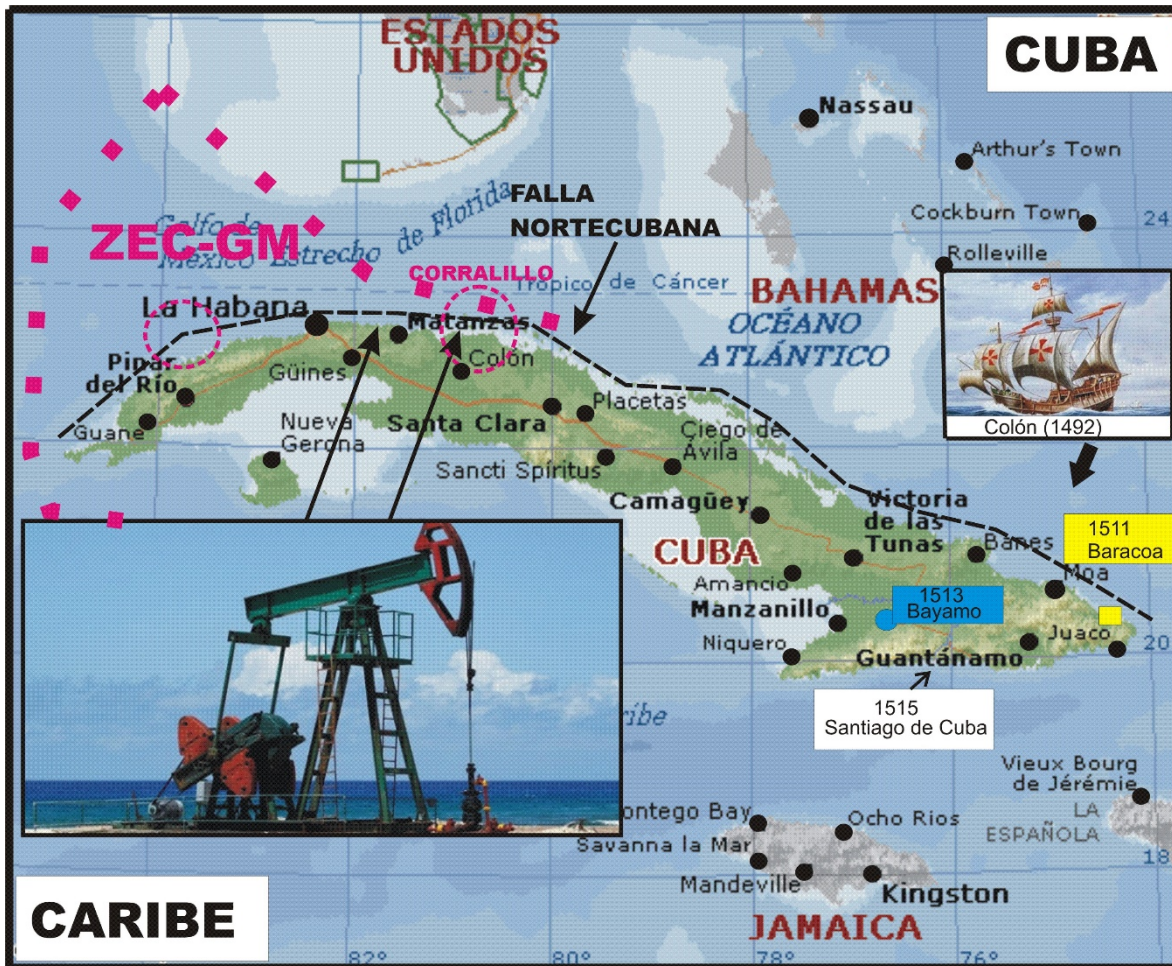 ESTADOS
UNIDOS
CUBA
Nassau
Arthur's Town
FALLA
NORTECUBANA
Cockburn Town
24
Golfo de
México
Estrecho de Florida
ZEC-GM
Rolleville
CORRALILLO
Trópico de Cáncer
BAHAMAS
La Habana
Matanzas
OCÉANO
ATLÁNTICO
Pinar
del Río
Güines
Colón
Colón (1492)
Guane
Nueva
Gerona
Santa Clara
Placetas
Ciego de
Ávila
Sancti Spíritus
Camagüey
Victoria
de las
Tunas
1511
Baracoa
CUBA
Banes
Moa
Amancio
1513
Bayamo
Manzanillo
Niquero
Juaco
Guantánamo
20
1515
Santiago de Cuba
ribe
Vieux Bourg
de Jérémie
ontego Bay
Ocho Rios
LA
ESPAÑOLA
Savanna la Mar
18
Mandeville
Kingston
CARIBE
JAMAICA
82°
80°
78°
76°